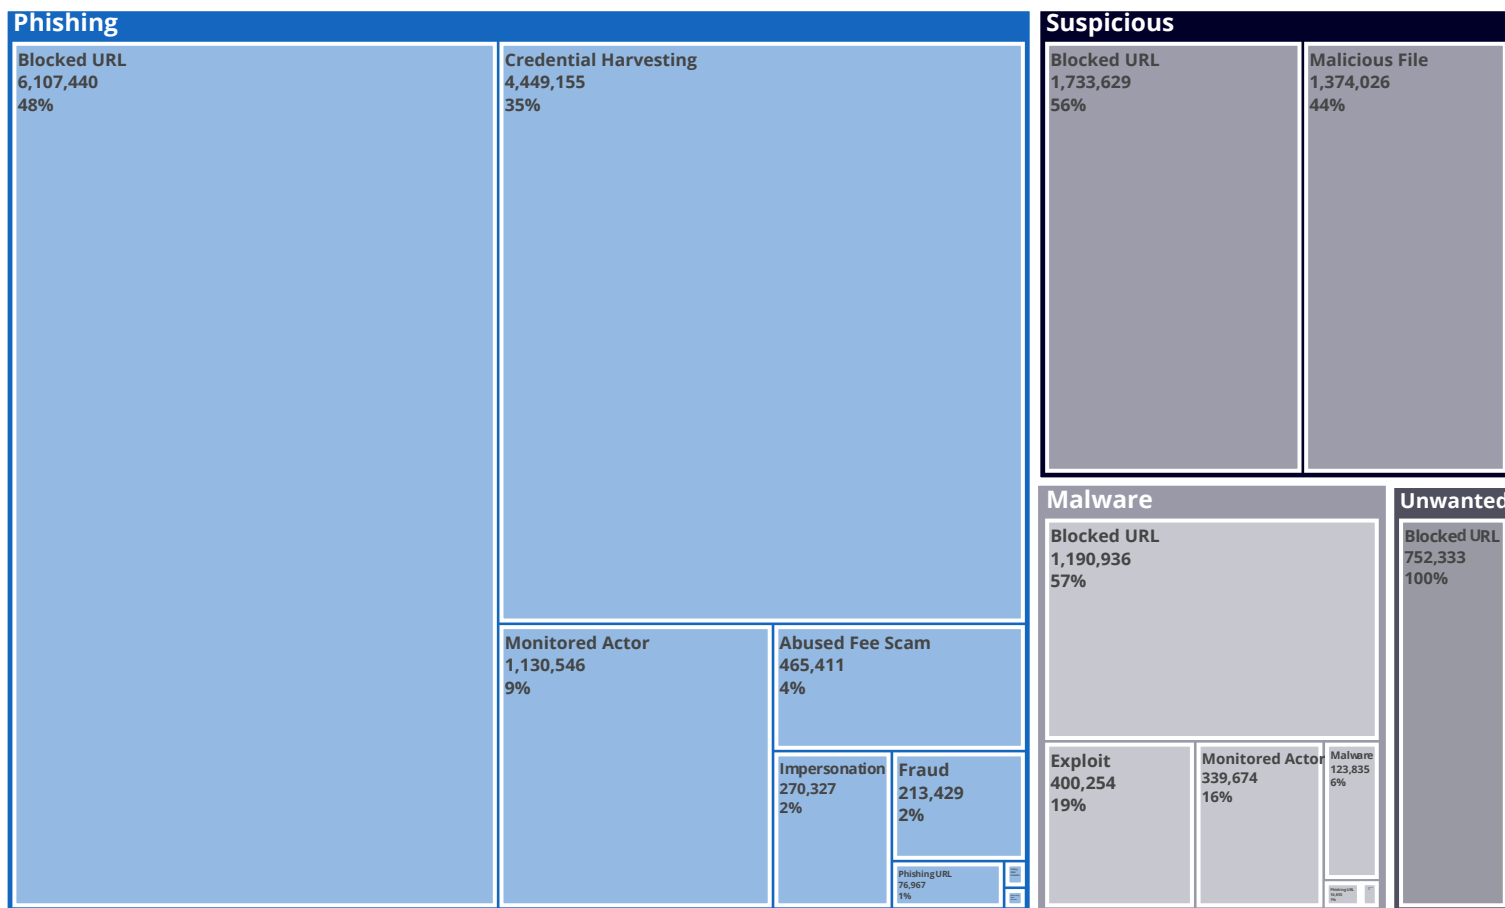 Phishing
Blocked URL
6,107,440
48%
Credential Harvesting
4,449,155
35%
Monitored Actor
1,130,546
9%
Abused Fee Scam
465,411
4%
Impersonation
270,327
2%
Fraud
213,429
2%
Phishing URL
76,967
1%
Suspicious
Blocked URL
1,733,629
56%
Malicious File
1,374,026
44%
Malware
Blocked URL
1,190,936
57%
Exploit
400,254
19%
Monitored Actor
339,674
16%
Malware
123,835
6%
Phishing URL
1%
Unwanted
Blocked URL
752,333
100%